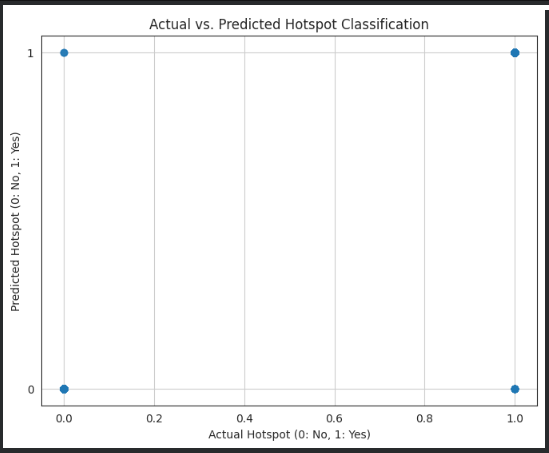 Actual vs. Predicted Hotspot Classification
Predicted Hotspot (0: No, 1: Yes)
1
0
0.0 0.2 0.4 0.6 0.8 1.0
Actual Hotspot (0: No, 1: Yes)